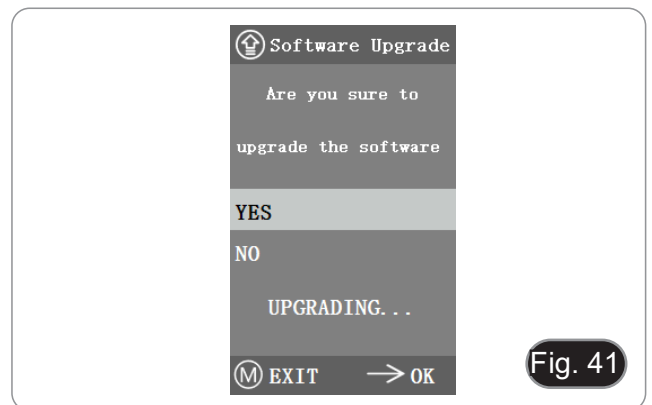 Software Upgrade
Are you sure to
upgrade the software
YES
NO
UPGRADING...
M EXIT → OK
Fig. 41